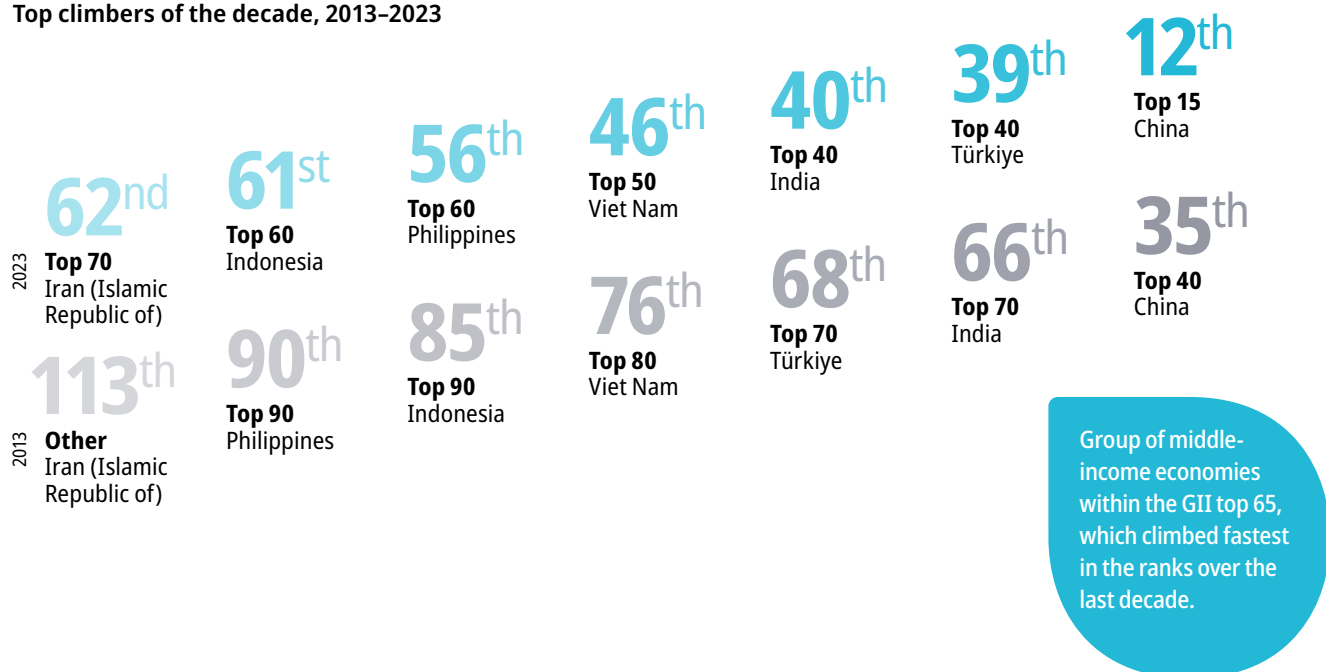 Top climbers of the decade, 2013–2023
2023
62nd
Top 70
Iran (Islamic
Republic of)
61st
Top 60
Indonesia
56th
Top 60
Philippines
46th
Top 50
Viet Nam
40th
Top 40
India
39th
Top 40
Türkiye
12th
Top 15
China
2013
113th
Other
Iran (Islamic
Republic of)
90th
Top 90
Philippines
85th
Top 90
Indonesia
76th
Top 80
Viet Nam
68th
Top 70
Türkiye
66th
Top 70
India
35th
Top 40
China
Group of middle-
income economies
within the GII top 65,
which climbed fastest
in the ranks over the
last decade.